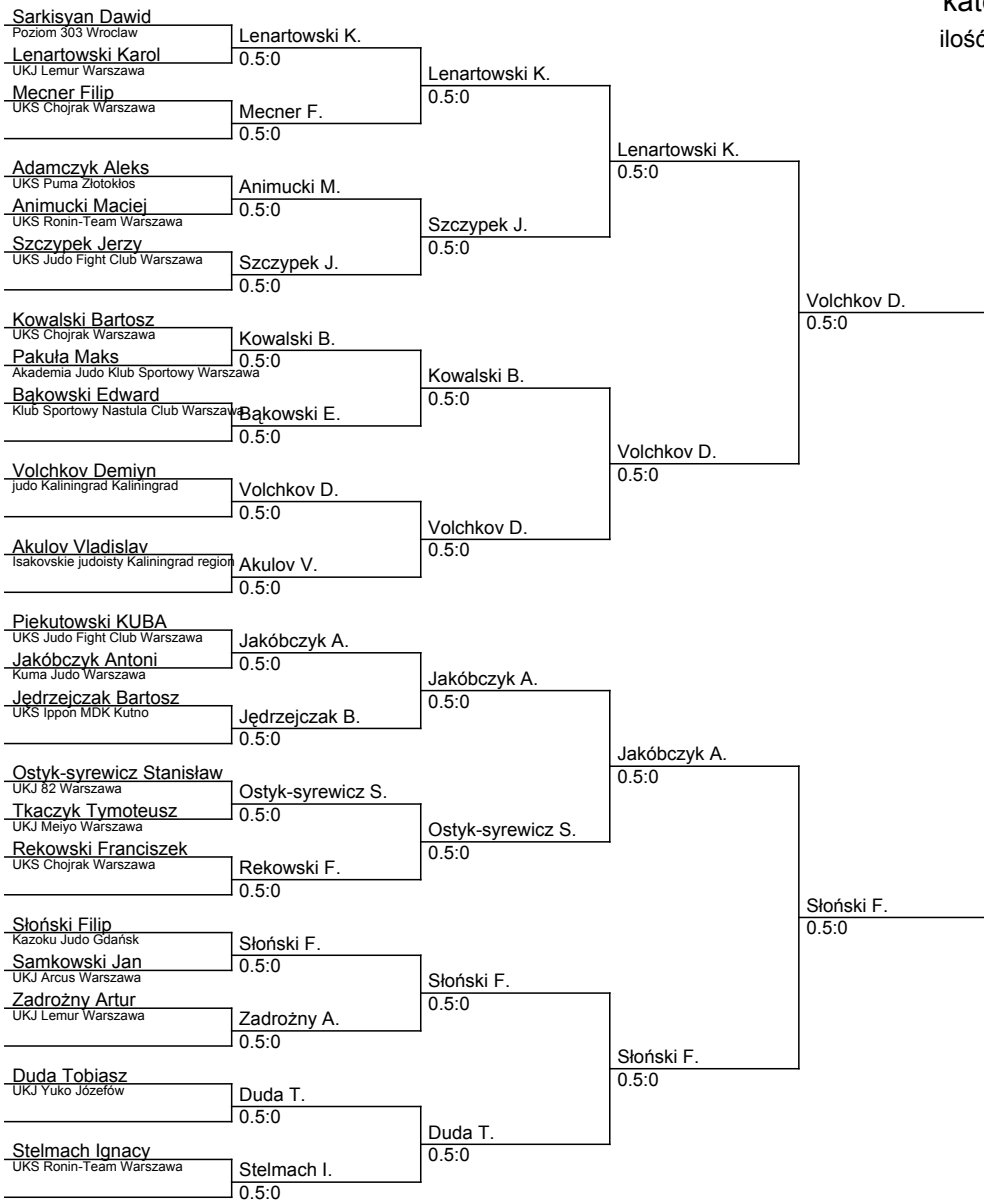 kat
ilość
Sarkisyan Dawid
Poziom 303 Wroclaw
Lenartowski Karol
UKJ Lemur Warszawa
Mecner Filip
UKS Chojrak Warszawa
Adamczyk Aleks
UKS Puma Złotokłos
Animucki Maciej
UKS Ronin-Team Warszawa
Szczypek Jerzy
UKS Judo Fight Club Warszawa
Kowalski Bartosz
UKS Chojrak Warszawa
Pakuła Maks
Akademia Judo Klub Sportowy Warszawa
Bąkowski Edward
Klub Sportowy Nastula Club Warszawa
Volchkov Demiyn
judo Kaliningrad Kaliningrad
Akulov Vladislav
Isakovskie judoisty Kaliningrad region
Piekutowski KUBA
UKS Judo Fight Club Warszawa
Jakóbczyk Antoni
Kuma Judo Warszawa
Jędrzejczak Bartosz
UKS Ippon MDK Kutno
Ostyk-syrewicz Stanisław
UKJ 82 Warszawa
Tkaczyk Tymoteusz
UKJ Meiyo Warszawa
Rekowski Franciszek
UKS Chojrak Warszawa
Słoński Filip
Kazoku Judo Gdańsk
Samkowski Jan
UKJ Arcus Warszawa
Zadrożny Artur
UKJ Lemur Warszawa
Duda Tobiasz
UKJ Yuko Józefów
Stelmach Ignacy
UKS Ronin-Team Warszawa
Lenartowski K.
0.5:0
Mecner F.
0.5:0
Animucki M.
0.5:0
Szczypek J.
0.5:0
Kowalski B.
0.5:0
Bąkowski E.
0.5:0
Volchkov D.
0.5:0
Akulov V.
0.5:0
Jakóbczyk A.
0.5:0
Jędrzejczak B.
0.5:0
Ostyk-syrewicz S.
0.5:0
Rekowski F.
0.5:0
Słoński F.
0.5:0
Zadrożny A.
0.5:0
Duda T.
0.5:0
Stelmach I.
0.5:0
Lenartowski K.
0.5:0
Szczypek J.
0.5:0
Kowalski B.
0.5:0
Volchkov D.
0.5:0
Jakóbczyk A.
0.5:0
Ostyk-syrewicz S.
0.5:0
Słoński F.
0.5:0
Duda T.
0.5:0
Lenartowski K.
0.5:0
Volchkov D.
0.5:0
Jakóbczyk A.
0.5:0
Słoński F.
0.5:0
Volchkov D.
0.5:0
Słoński F.
0.5:0